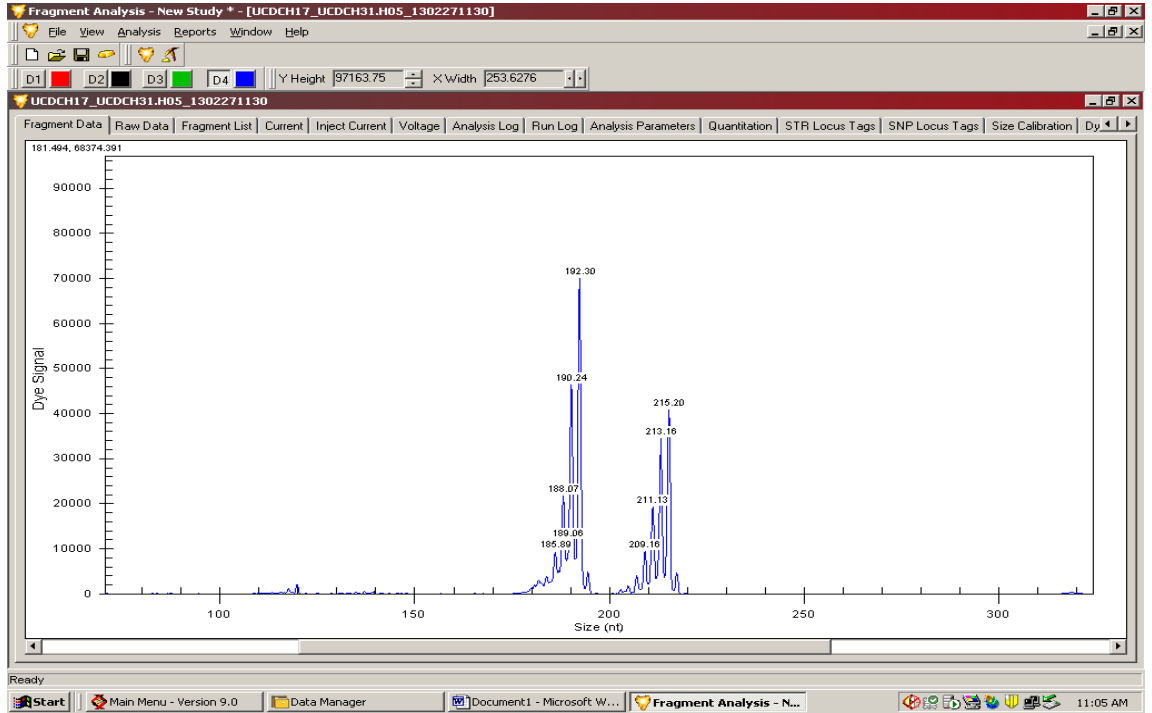 Fragment Analysis - New Study * - [UCDCH17_UCDCH31.H05_1302271130]
File View Analysis Reports Window Help
D1 D2 D3 D4 Y Height 97163.75 X Width 253.6276
UCDCH17_UCDCH31.H05_1302271130
Fragment Data Raw Data Fragment List Current Inject Current Voltage Analysis Log Run Log Analysis Parameters Quantitation STR Locus Tags SNP Locus Tags Size Calibration Dy
181.494, 68374.391
90000
80000
70000
60000
50000
40000
30000
20000
10000
0
Dye Signal
192.30
190.24
188.07
189.06
185.89
215.20
213.16
211.13
209.16
100 150 200 250 300
Size (nt)
Ready
Start Main Menu - Version 9.0 Data Manager Document1 - Microsoft W... Fragment Analysis - N... 11:05 AM